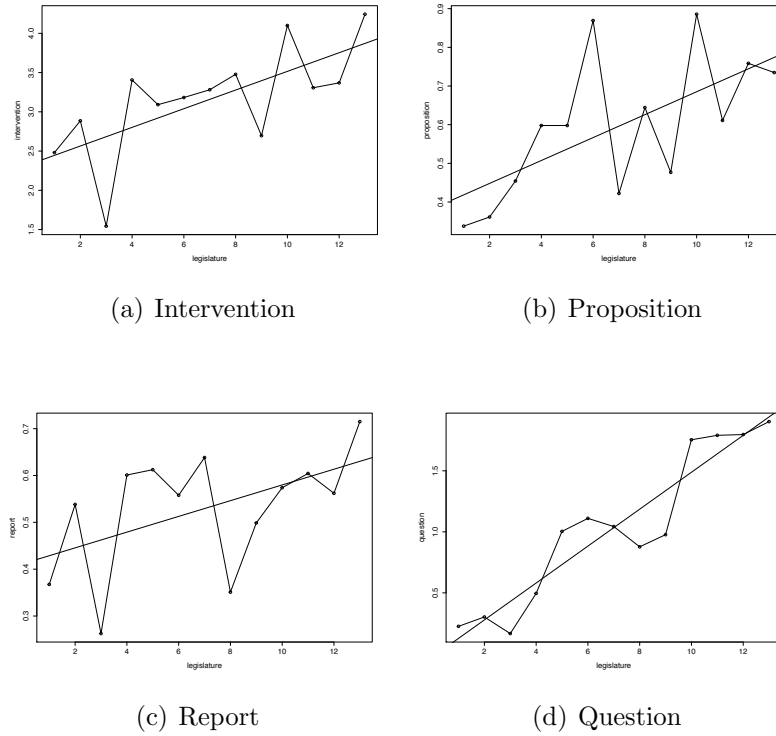 1.5 2.0 2.5 3.0 3.5 4.0
intervention
2 4 6 8 10 12
legislature
(a) Intervention
0.4 0.5 0.6 0.7 0.8 0.9
proposition
2 4 6 8 10 12
legislature
(b) Proposition
0.3 0.4 0.5 0.6 0.7
report
2 4 6 8 10 12
legislature
(c) Report
0.5 1.0 1.5
question
2 4 6 8 10 12
legislature
(d) Question